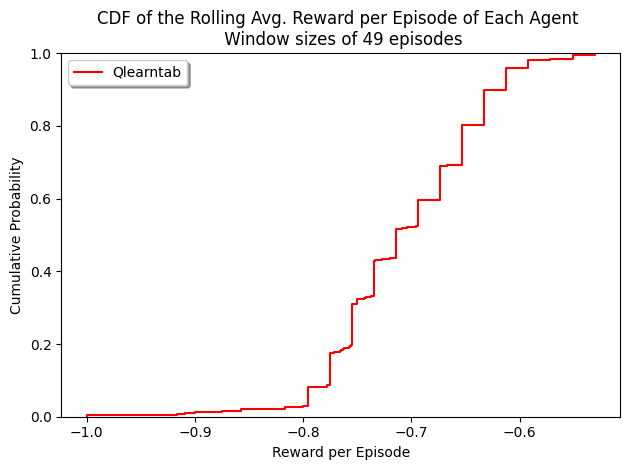 CDF of the Rolling Avg. Reward per Episode of Each Agent
Window sizes of 49 episodes
Qlearntab
Cumulative Probability
1.0
0.8
0.6
0.4
0.2
0.0
−1.0 −0.9 −0.8 −0.7 −0.6
Reward per Episode